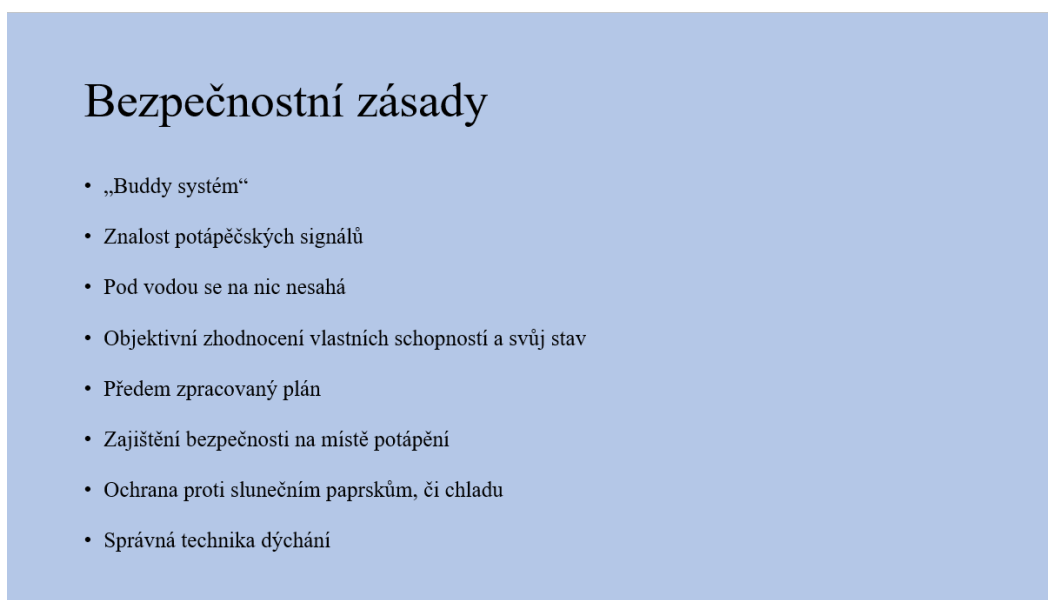 Bezpečnostní zásady
• „Buddy systém“
• Znalost potápěčských signálů
• Pod vodou se na nic nesahá
• Objektivní zhodnocení vlastních schopností a svůj stav
• Předem zpracovaný plán
• Zajištění bezpečnosti na místě potápění
• Ochrana proti slunečním paprskům, či chladu
• Správná technika dýchání